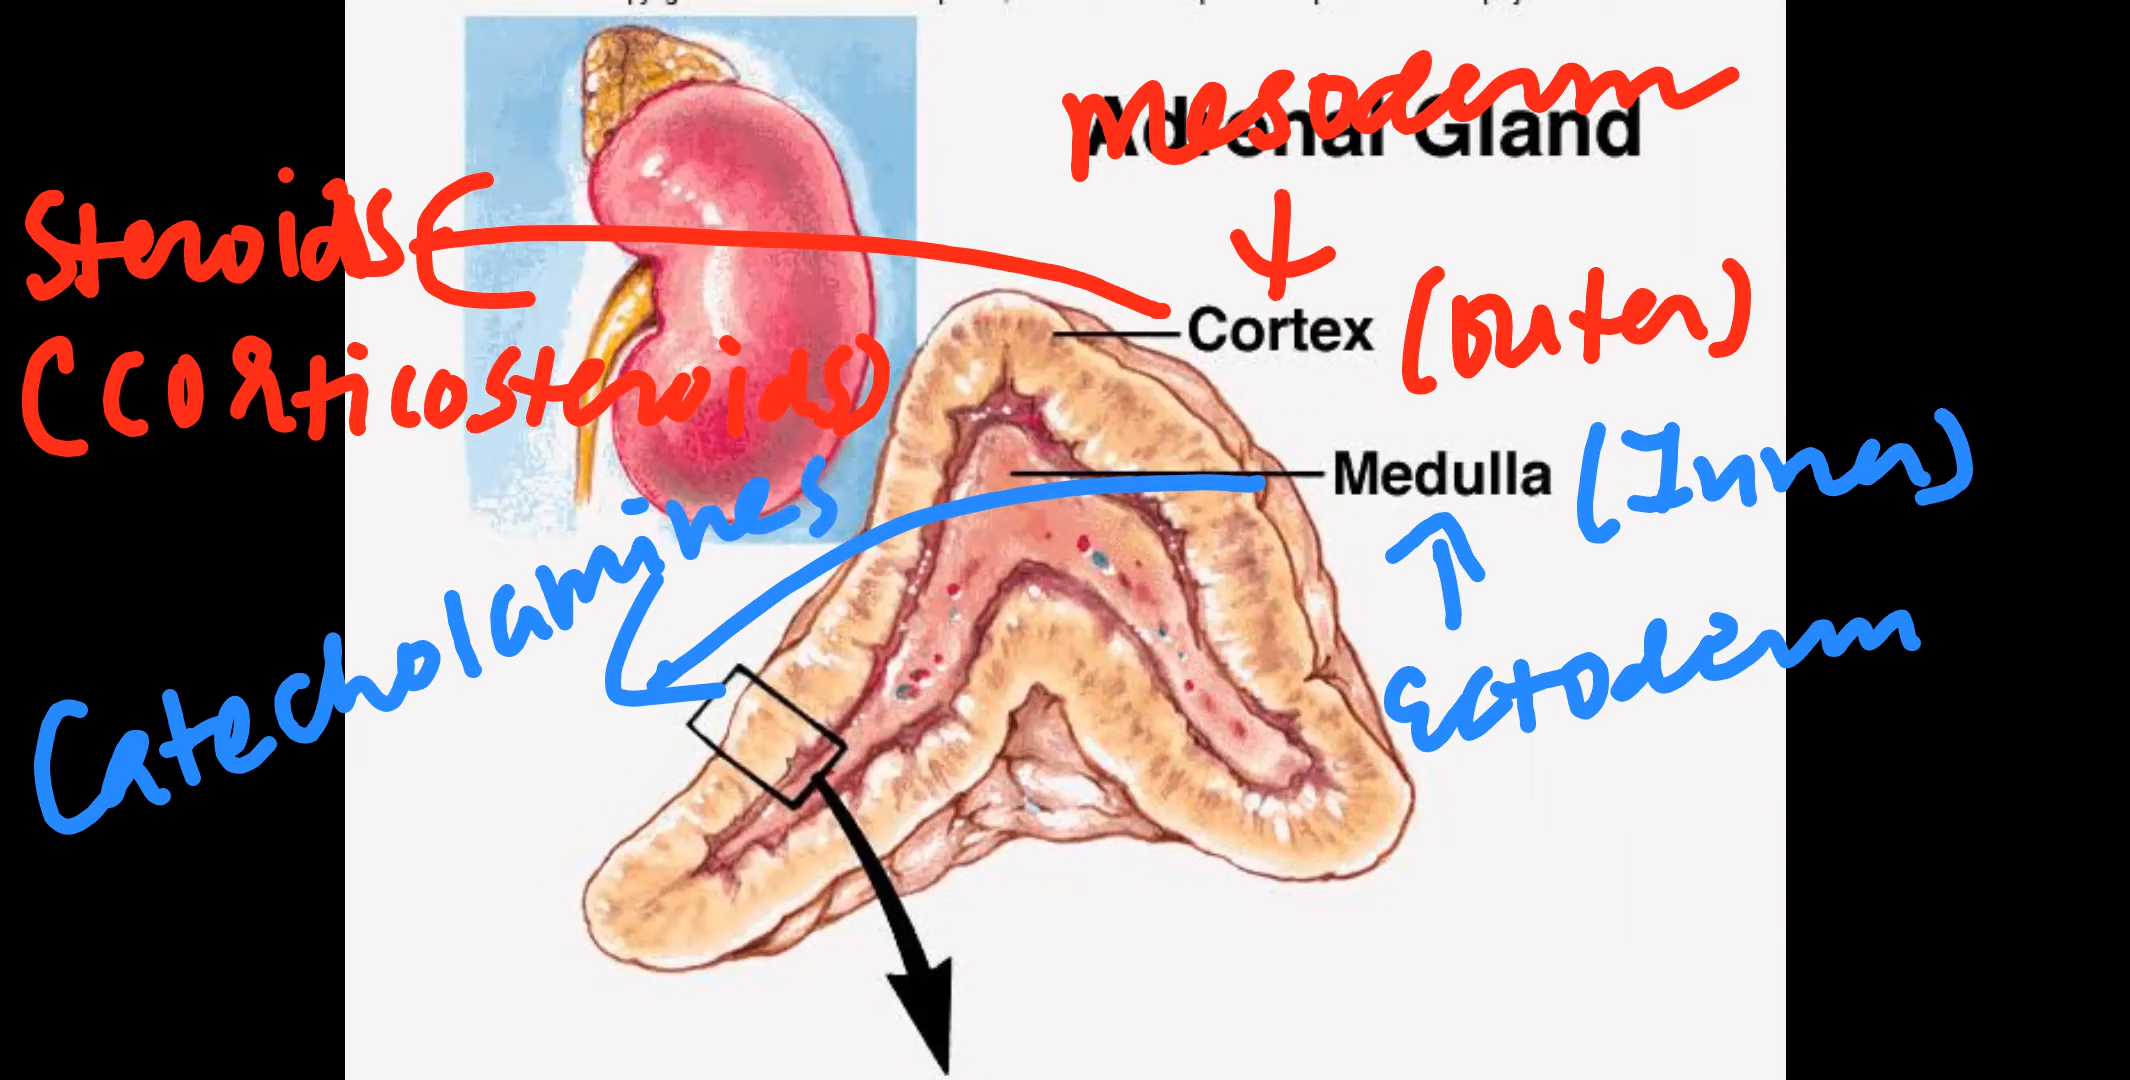 mesoderm
Adrenal Gland
Steroids
Cortex (outer)
(corticosteroids)
Medulla (Inner)
Catecholamines
Ectoderm